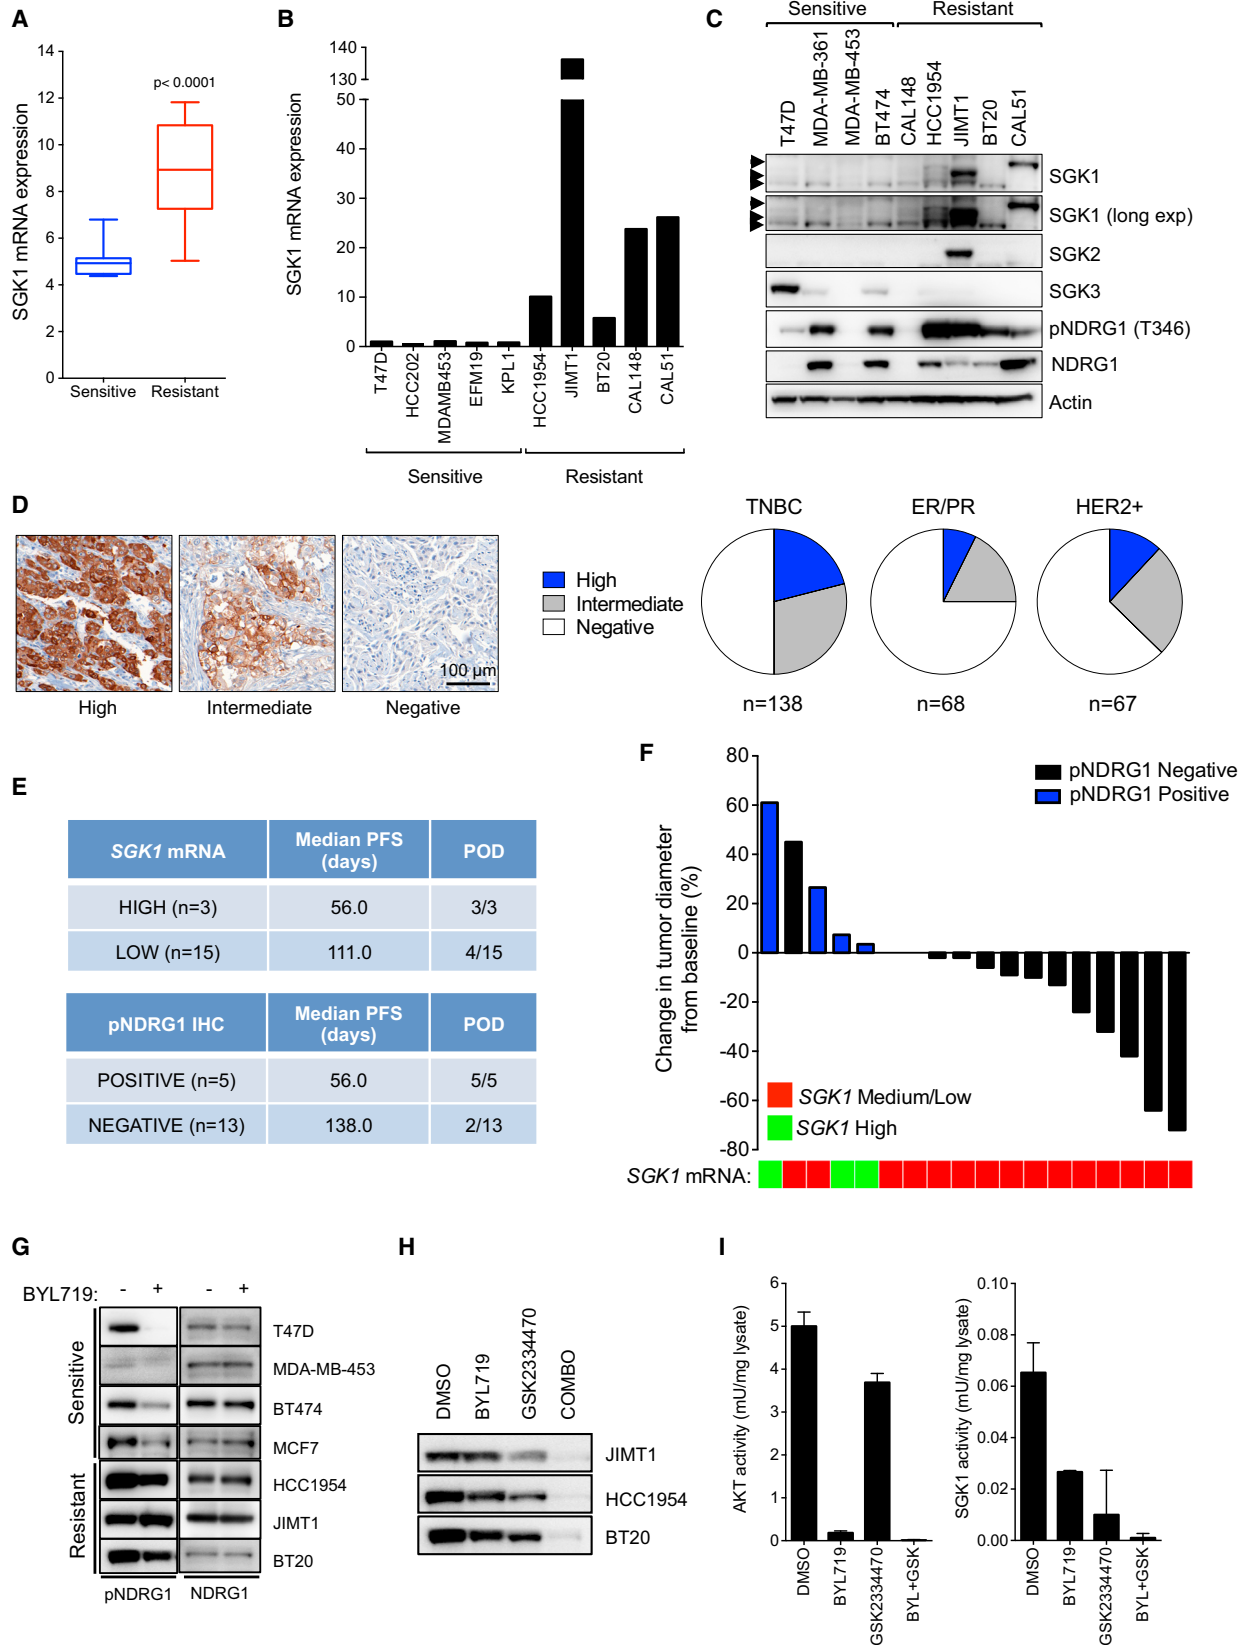 A
SGK1 mRNA expression
14
12
10
8
6
4
2
0
p< 0.0001
Sensitive
Resistant
B
SGK1 mRNA expression
140
130
50
40
30
20
10
0
T47D
HCC202
MDAMB453
EFM19
KPL1
HCC1954
JIMT1
BT20
CAL148
CAL51
Sensitive
Resistant
C
Sensitive
Resistant
T47D
MDA-MB-361
MDA-MB-453
BT474
CAL148
HCC1954
JIMT1
BT20
CAL51
SGK1
SGK1 (long exp)
SGK2
SGK3
pNDRG1 (T346)
NDRG1
Actin
D
100 µm
High
Intermediate
Negative
High
Intermediate
Negative
TNBC
ER/PR
HER2+
n=138
n=68
n=67
E
SGK1 mRNA
Median PFS (days)
POD
HIGH (n=3)
56.0
3/3
LOW (n=15)
111.0
4/15
pNDRG1 IHC
Median PFS (days)
POD
POSITIVE (n=5)
56.0
5/5
NEGATIVE (n=13)
138.0
2/13
F
Change in tumor diameter
from baseline (%)
80
60
40
20
0
-20
-40
-60
-80
pNDRG1 Negative
pNDRG1 Positive
SGK1 Medium/Low
SGK1 High
SGK1 mRNA:
G
BYL719:
- + - +
Sensitive
Resistant
T47D
MDA-MB-453
BT474
MCF7
HCC1954
JIMT1
BT20
pNDRG1
NDRG1
H
DMSO
BYL719
GSK2334470
COMBO
JIMT1
HCC1954
BT20
I
AKT activity (mU/mg lysate)
6
5
4
3
2
1
0
DMSO
BYL719
GSK2334470
BYL+GSK
SGK1 activity (mU/mg lysate)
0.10
0.08
0.06
0.04
0.02
0.00
DMSO
BYL719
GSK2334470
BYL+GSK